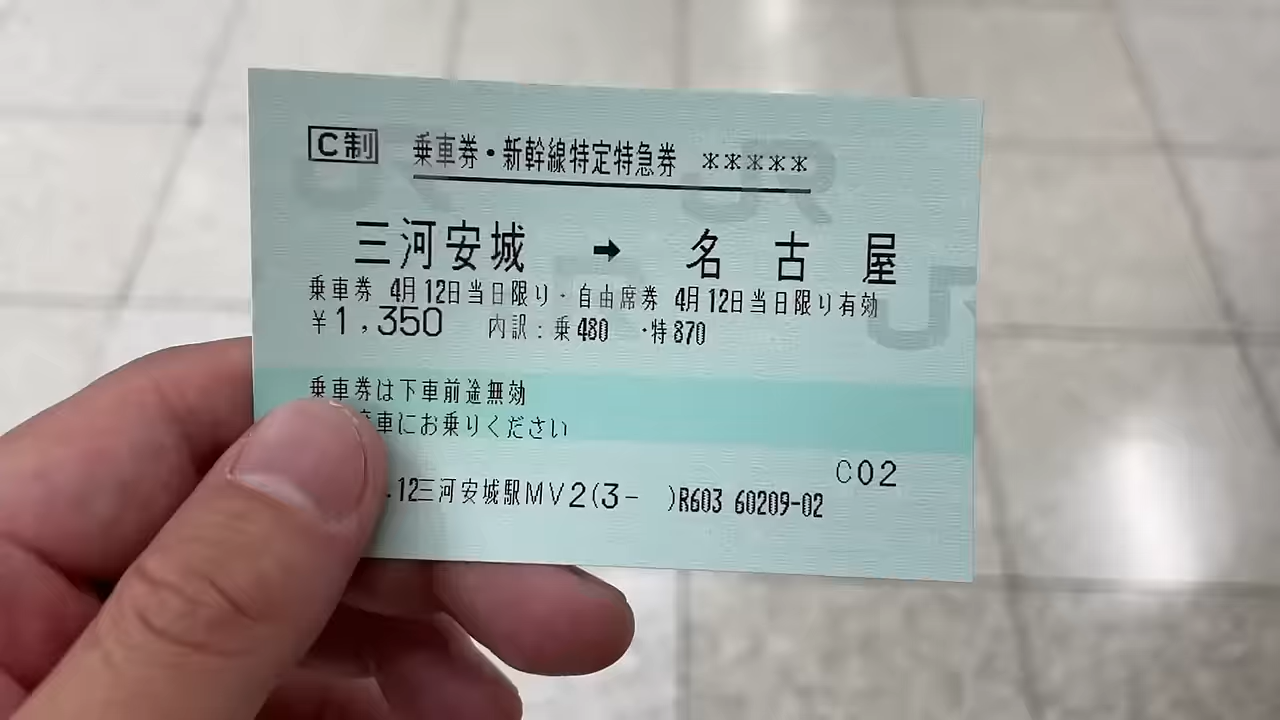 C制 乗車券・新幹線特定特急券 *****
三河安城 → 名古屋
乗車券 4月12日当日限り・自由席券 4月12日当日限り有効
¥1,350 内訳:乗480 ・特870
乗車券は下車前途無効
車にお乗りください
C02
.12三河安城駅MV2(3- )R603 60209-02